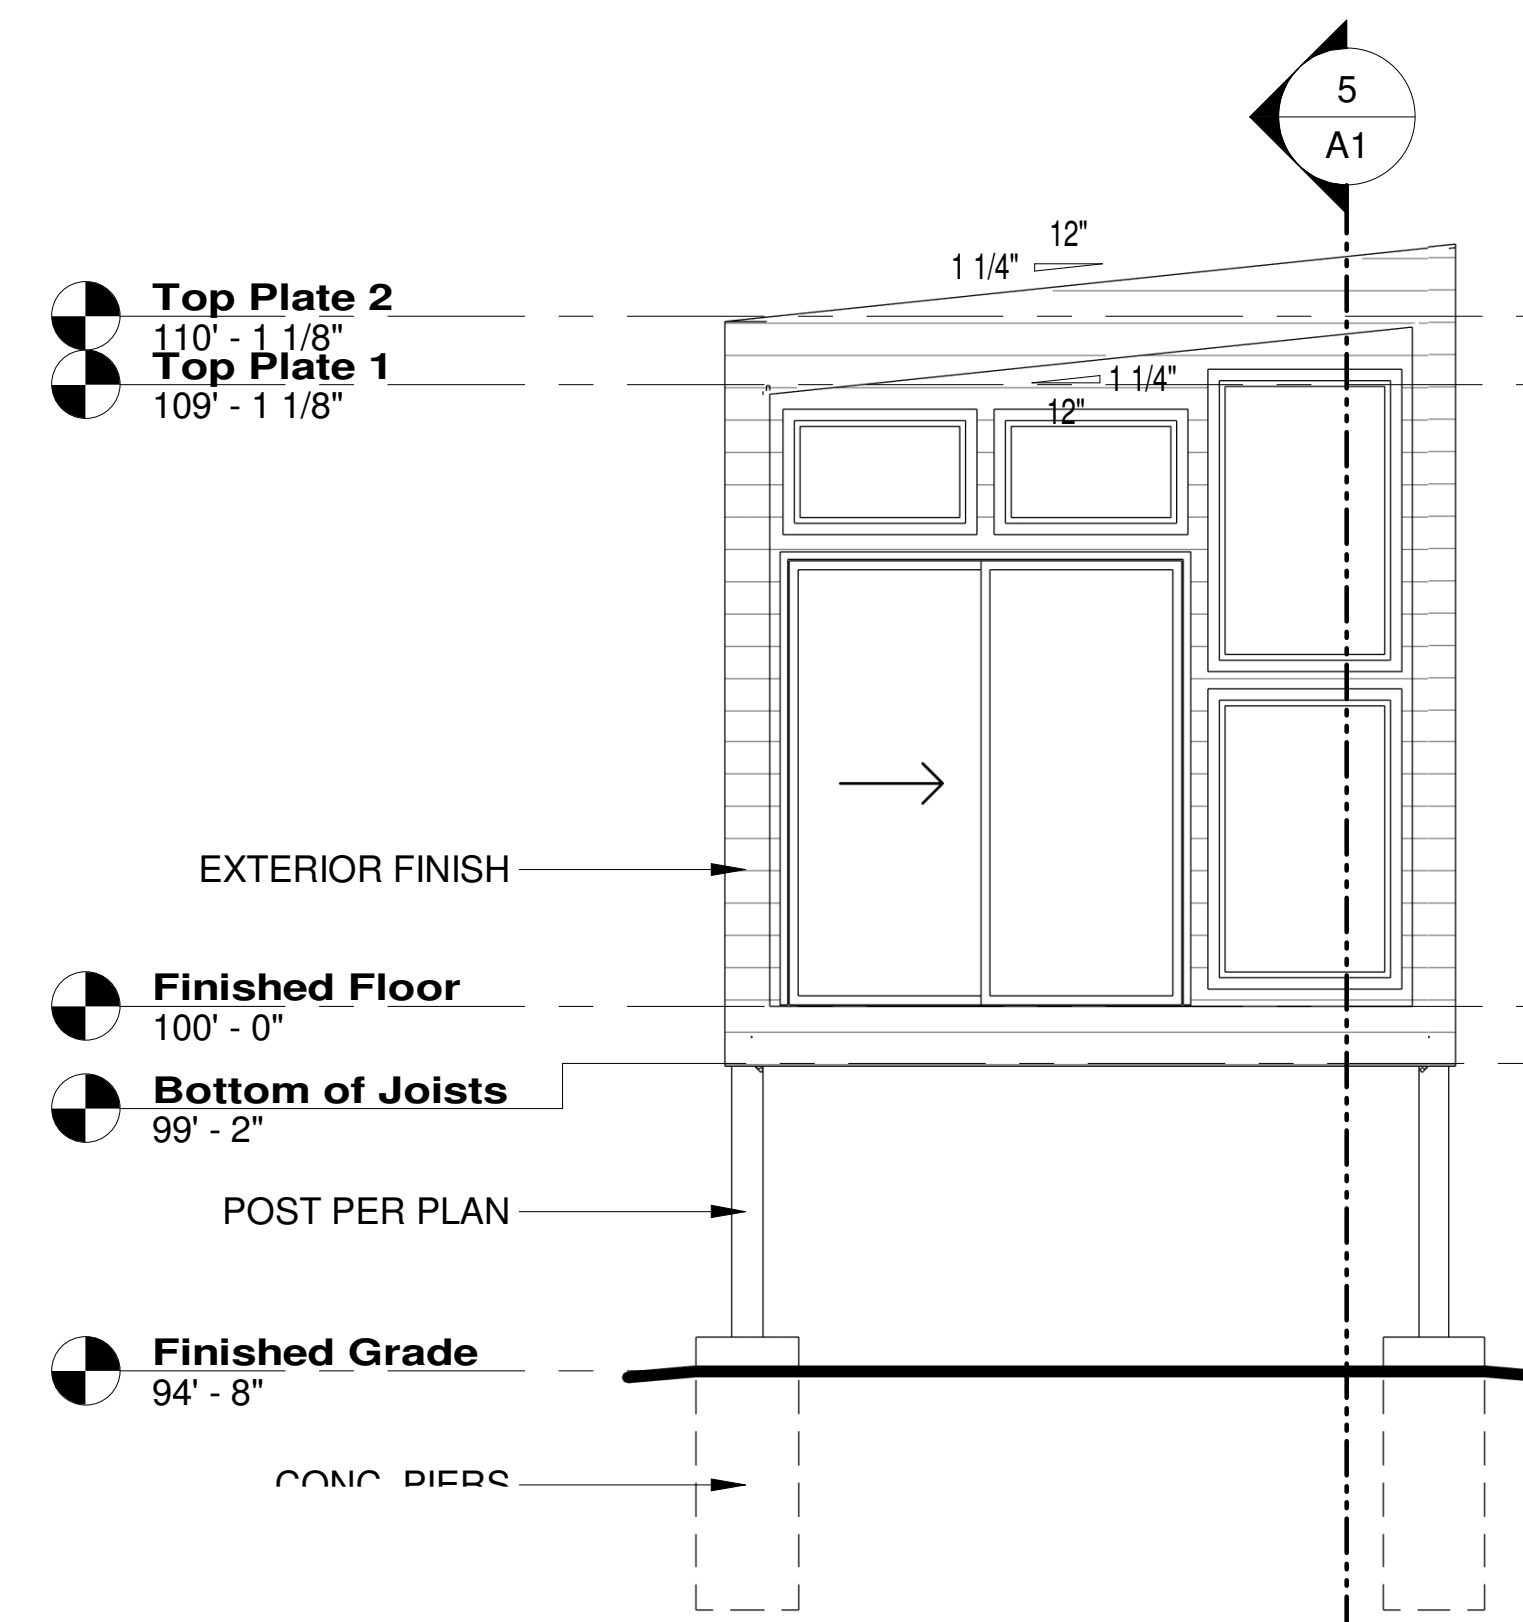 5
A1
12"
1 1/4"
Top Plate 2
110' - 1 1/8"
Top Plate 1
109' - 1 1/8"
1 1/4"
12"
EXTERIOR FINISH
Finished Floor
100' - 0"
Bottom of Joists
99' - 2"
POST PER PLAN
Finished Grade
94' - 8"
CONC. PIERS